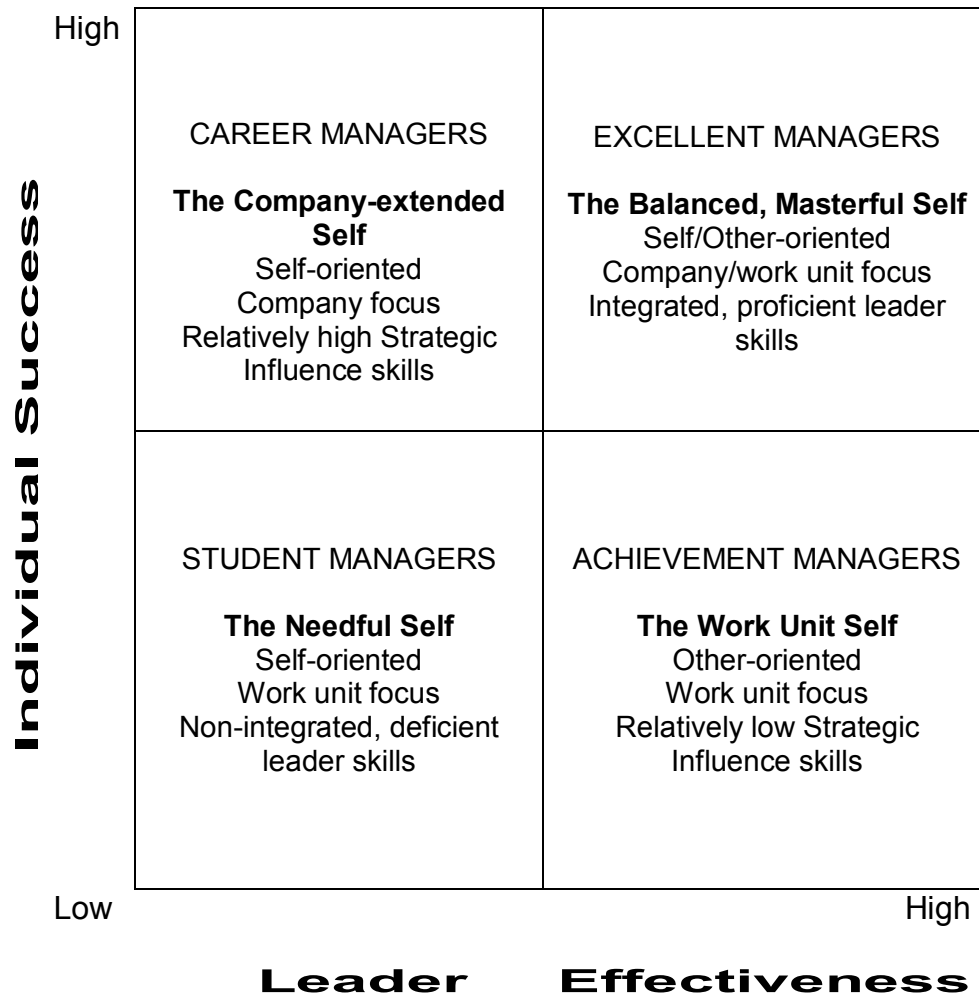 High
CAREER MANAGERS
The Company-extended
Self
Self-oriented
Company focus
Relatively high Strategic
Influence skills
EXCELLENT MANAGERS
The Balanced, Masterful Self
Self/Other-oriented
Company/work unit focus
Integrated, proficient leader
skills
Individual Success
STUDENT MANAGERS
The Needful Self
Self-oriented
Work unit focus
Non-integrated, deficient
leader skills
ACHIEVEMENT MANAGERS
The Work Unit Self
Other-oriented
Work unit focus
Relatively low Strategic
Influence skills
Low
High
Leader Effectiveness